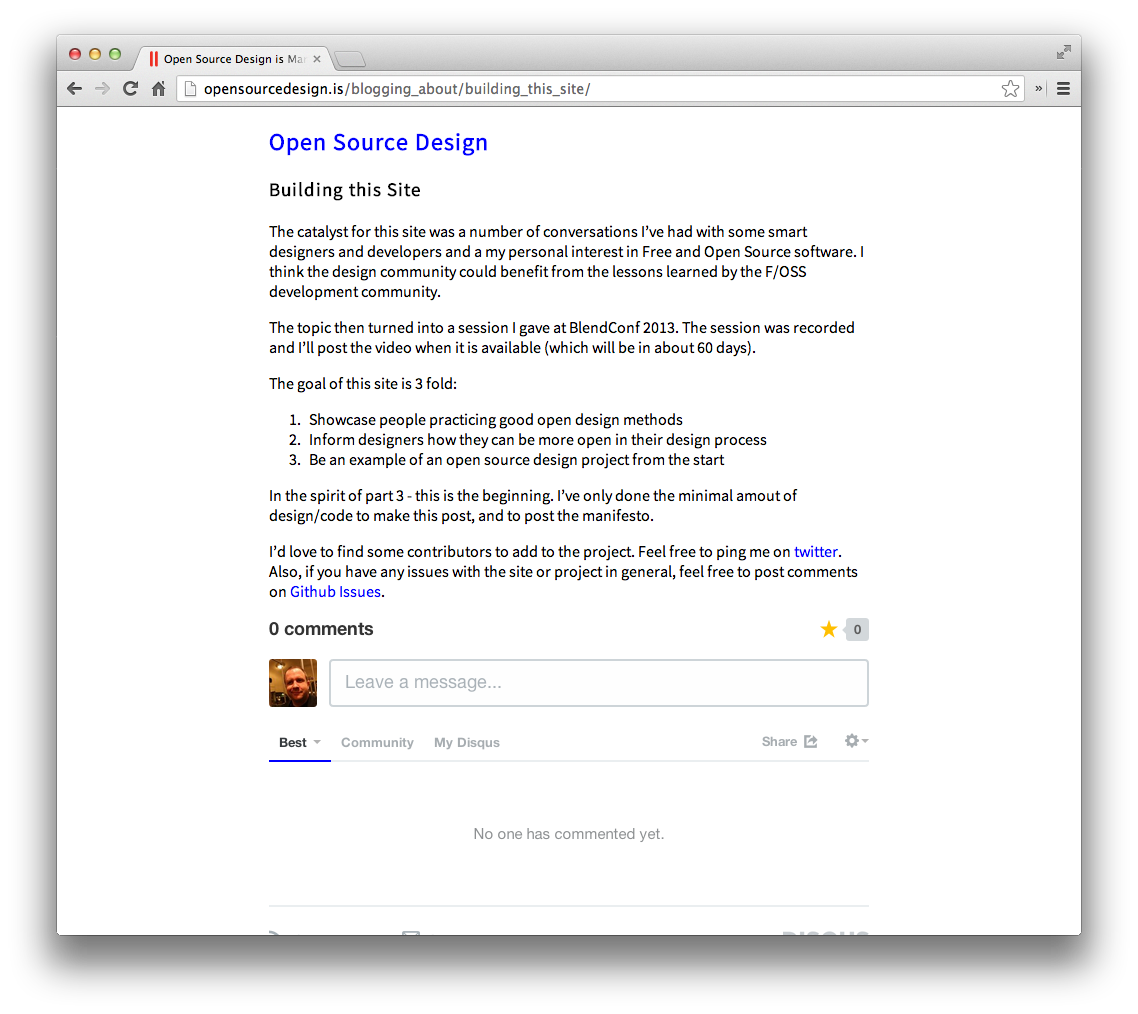 Open Source Design is Ma
opensourcedesign.is/blogging_about/building_this_site/
Open Source Design
Building this Site
The catalyst for this site was a number of conversations I’ve had with some smart
designers and developers and a my personal interest in Free and Open Source software. I
think the design community could benefit from the lessons learned by the F/OSS
development community.
The topic then turned into a session I gave at BlendConf 2013. The session was recorded
and I’ll post the video when it is available (which will be in about 60 days).
The goal of this site is 3 fold:
1. Showcase people practicing good open design methods
2. Inform designers how they can be more open in their design process
3. Be an example of an open source design project from the start
In the spirit of part 3 - this is the beginning. I’ve only done the minimal amout of
design/code to make this post, and to post the manifesto.
I’d love to find some contributors to add to the project. Feel free to ping me on twitter.
Also, if you have any issues with the site or project in general, feel free to post comments
on Github Issues.
0 comments
0
Leave a message...
Best Community My Disqus Share
No one has commented yet.
DISQUS